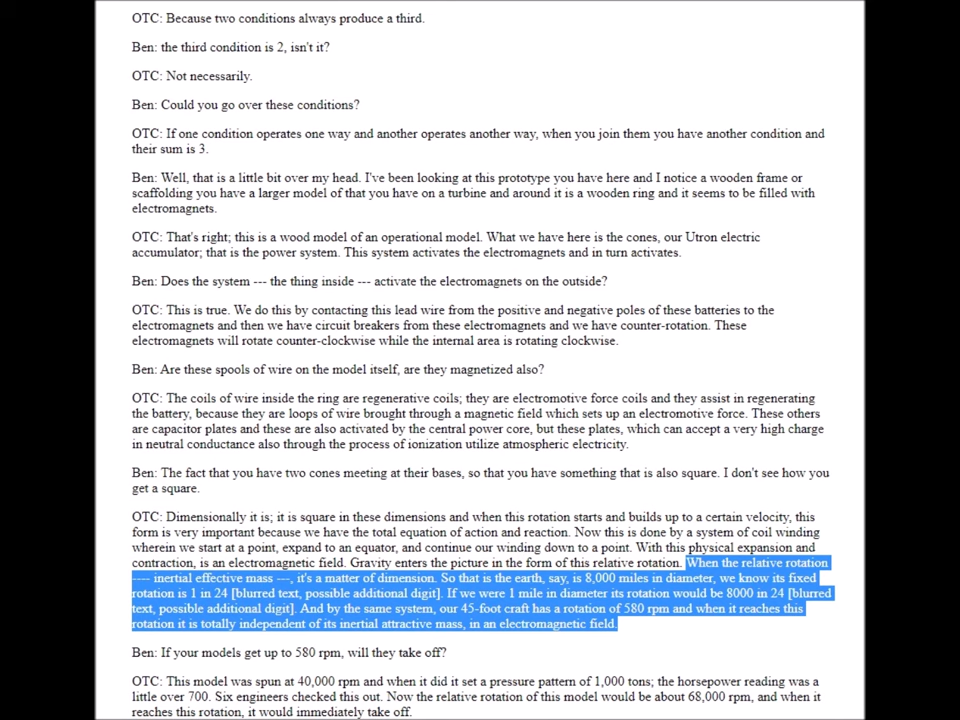 OTC: Because two conditions always produce a third.
Ben: the third condition is 2, isn't it?
OTC: Not necessarily.
Ben: Could you go over these conditions?
OTC: If one condition operates one way and another operates another way, when you join them you have another condition and
their sum is 3.
Ben: Well, that is a little bit over my head. I've been looking at this prototype you have here and I notice a wooden frame or
scaffolding you have a larger model of that you have on a turbine and around it is a wooden ring and it seems to be filled with
electromagnets.
OTC: That's right; this is a wood model of an operational model. What we have here is the cones, our Utron electric
accumulator; that is the power system. This system activates the electromagnets and in turn activates.
Ben: Does the system --- the thing inside --- activate the electromagnets on the outside?
OTC: This is true. We do this by contacting this lead wire from the positive and negative poles of these batteries to the
electromagnets and then we have circuit breakers from these electromagnets and we have counter-rotation. These
electromagnets will rotate counter-clockwise while the internal area is rotating clockwise.
Ben: Are these spools of wire on the model itself, are they magnetized also?
OTC: The coils of wire inside the ring are regenerative coils; they are electromotive force coils and they assist in regenerating
the battery, because they are loops of wire brought through a magnetic field which sets up an electromotive force. These others
are capacitor plates and these are also activated by the central power core, but these plates, which can accept a very high charge
in neutral conductance also through the process of ionization utilize atmospheric electricity.
Ben: The fact that you have two cones meeting at their bases, so that you have something that is also square. I don't see how you
get a square.
OTC: Dimensionally it is; it is square in these dimensions and when this rotation starts and builds up to a certain velocity, this
form is very important because we have the total equation of action and reaction. Now this is done by a system of coil winding
wherein we start at a point, expand to an equator, and continue our winding down to a point. With this physical expansion and
contraction, is an electromagnetic field. Gravity enters the picture in the form of this relative rotation. When the relative rotation
---- inertial effective mass ---, it's a matter of dimension. So that is the earth, say, is 8,000 miles in diameter, we know its fixed
rotation is 1 in 24 [blurred text, possible additional digit]. If we were 1 mile in diameter its rotation would be 8000 in 24 [blurred
text, possible additional digit]. And by the same system, our 45-foot craft has a rotation of 580 rpm and when it reaches this
rotation it is totally independent of its inertial attractive mass, in an electromagnetic field.
Ben: If your models get up to 580 rpm, will they take off?
OTC: This model was spun at 40,000 rpm and when it did it set a pressure pattern of 1,000 tons; the horsepower reading was a
little over 700. Six engineers checked this out. Now the relative rotation of this model would be about 68,000 rpm, and when it
reaches this rotation, it would immediately take off.